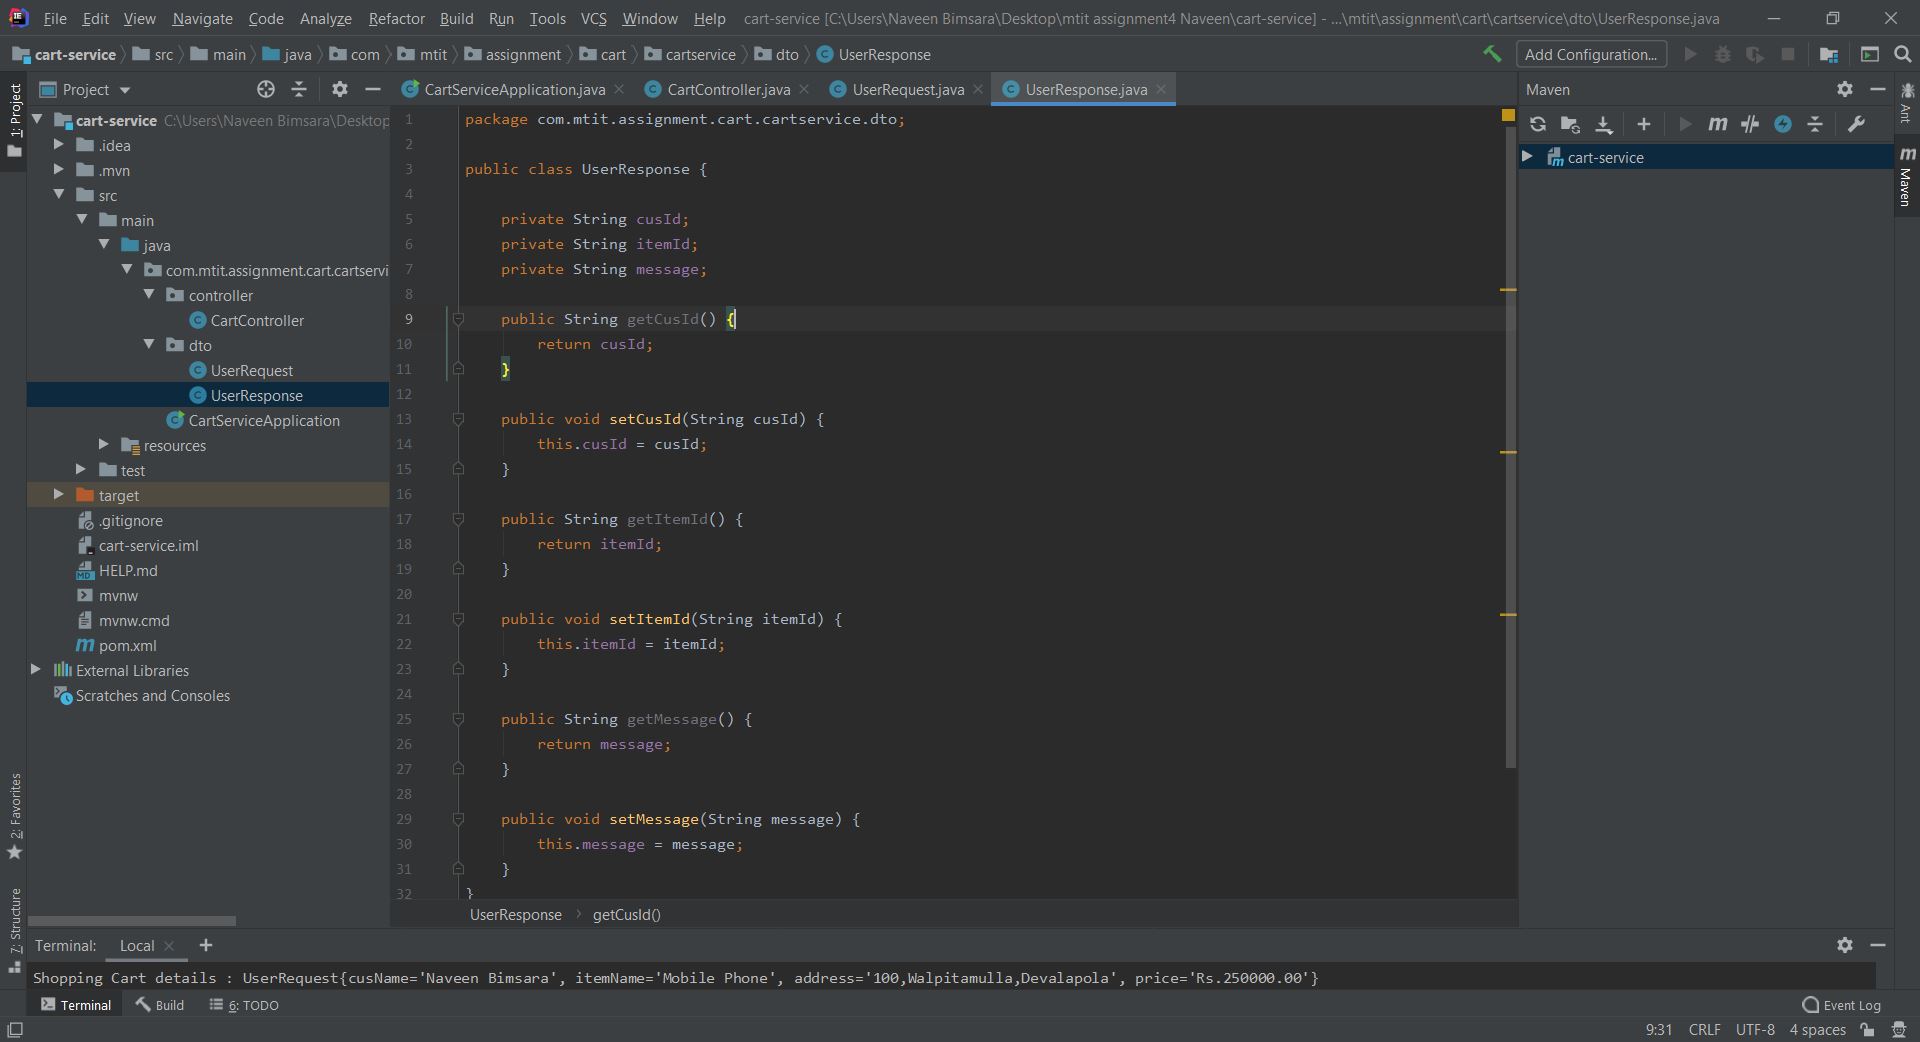 File Edit View Navigate Code Analyze Refactor Build Run Tools VCS Window Help cart-service [C:\Users\Naveen Bimsara\Desktop\mtit assignment4 Naveen\cart-service] - ...\mtit\assignment\cart\cartservice\dto\UserResponse.java
cart-service src main java com mtit assignment cart cartservice dto UserResponse Add Configuration...
1: Project
Project
CartServiceApplication.java CartController.java UserRequest.java UserResponse.java
Maven
cart-service C:\Users\Naveen Bimsara\Desktop
.idea
.mvn
src
main
java
com.mtit.assignment.cart.cartservi
controller
CartController
dto
UserRequest
UserResponse
CartServiceApplication
resources
test
target
.gitignore
cart-service.iml
HELP.md
mvnw
mvnw.cmd
pom.xml
External Libraries
Scratches and Consoles
2: Favorites
7: Structure
1 package com.mtit.assignment.cart.cartservice.dto;
2
3 public class UserResponse {
4
5 private String cusId;
6 private String itemId;
7 private String message;
8
9 public String getCusId() {
10 return cusId;
11 }
12
13 public void setCusId(String cusId) {
14 this.cusId = cusId;
15 }
16
17 public String getItemId() {
18 return itemId;
19 }
20
21 public void setItemId(String itemId) {
22 this.itemId = itemId;
23 }
24
25 public String getMessage() {
26 return message;
27 }
28
29 public void setMessage(String message) {
30 this.message = message;
31 }
32 }
UserResponse getCusId()
cart-service
Ant
Maven
Terminal: Local
Shopping Cart details : UserRequest{cusName='Naveen Bimsara', itemName='Mobile Phone', address='100,Walpitamulla,Devalapola', price='Rs.250000.00'}
Terminal Build 6: TODO Event Log
9:31 CRLF UTF-8 4 spaces